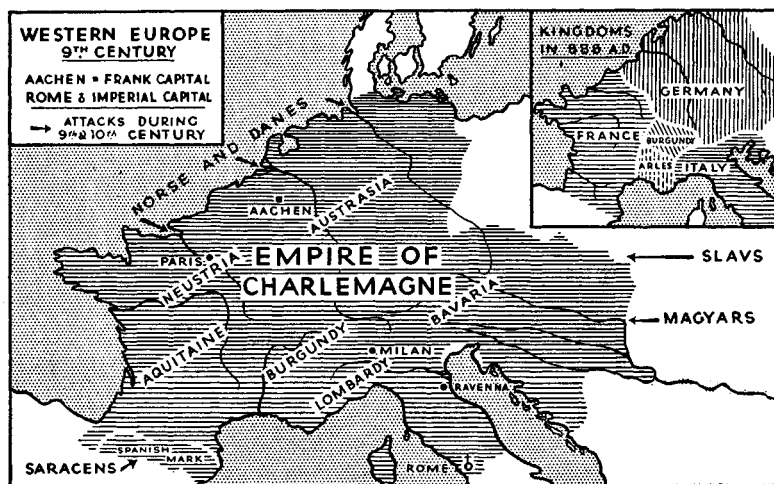 WESTERN EUROPE
9TH CENTURY
AACHEN = FRANK CAPITAL
ROME & IMPERIAL CAPITAL
→ ATTACKS DURING
9TH & 10TH CENTURY
KINGDOMS
IN 888 A.D.
GERMANY
FRANCE
BURGUNDY
ARLES
ITALY
NORSE AND DANES
AACHEN
AUSTRASIA
PARIS
NEUSTRIA
EMPIRE OF
CHARLEMAGNE
BAVARIA
SLAVS
MAGYARS
AQUITAINE
BURGUNDY
MILAN
LOMBARDY
RAVENNA
SPANISH
MARK
SARACENS
ROME